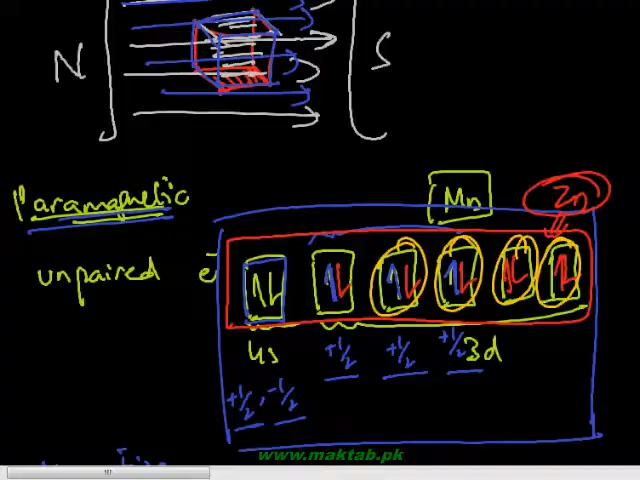 N S
Paramagnetic
Mn Zn
unpaired e̅
4s 3d
+1/2 +1/2 +1/2
+1/2, -1/2
www.maktab.pk